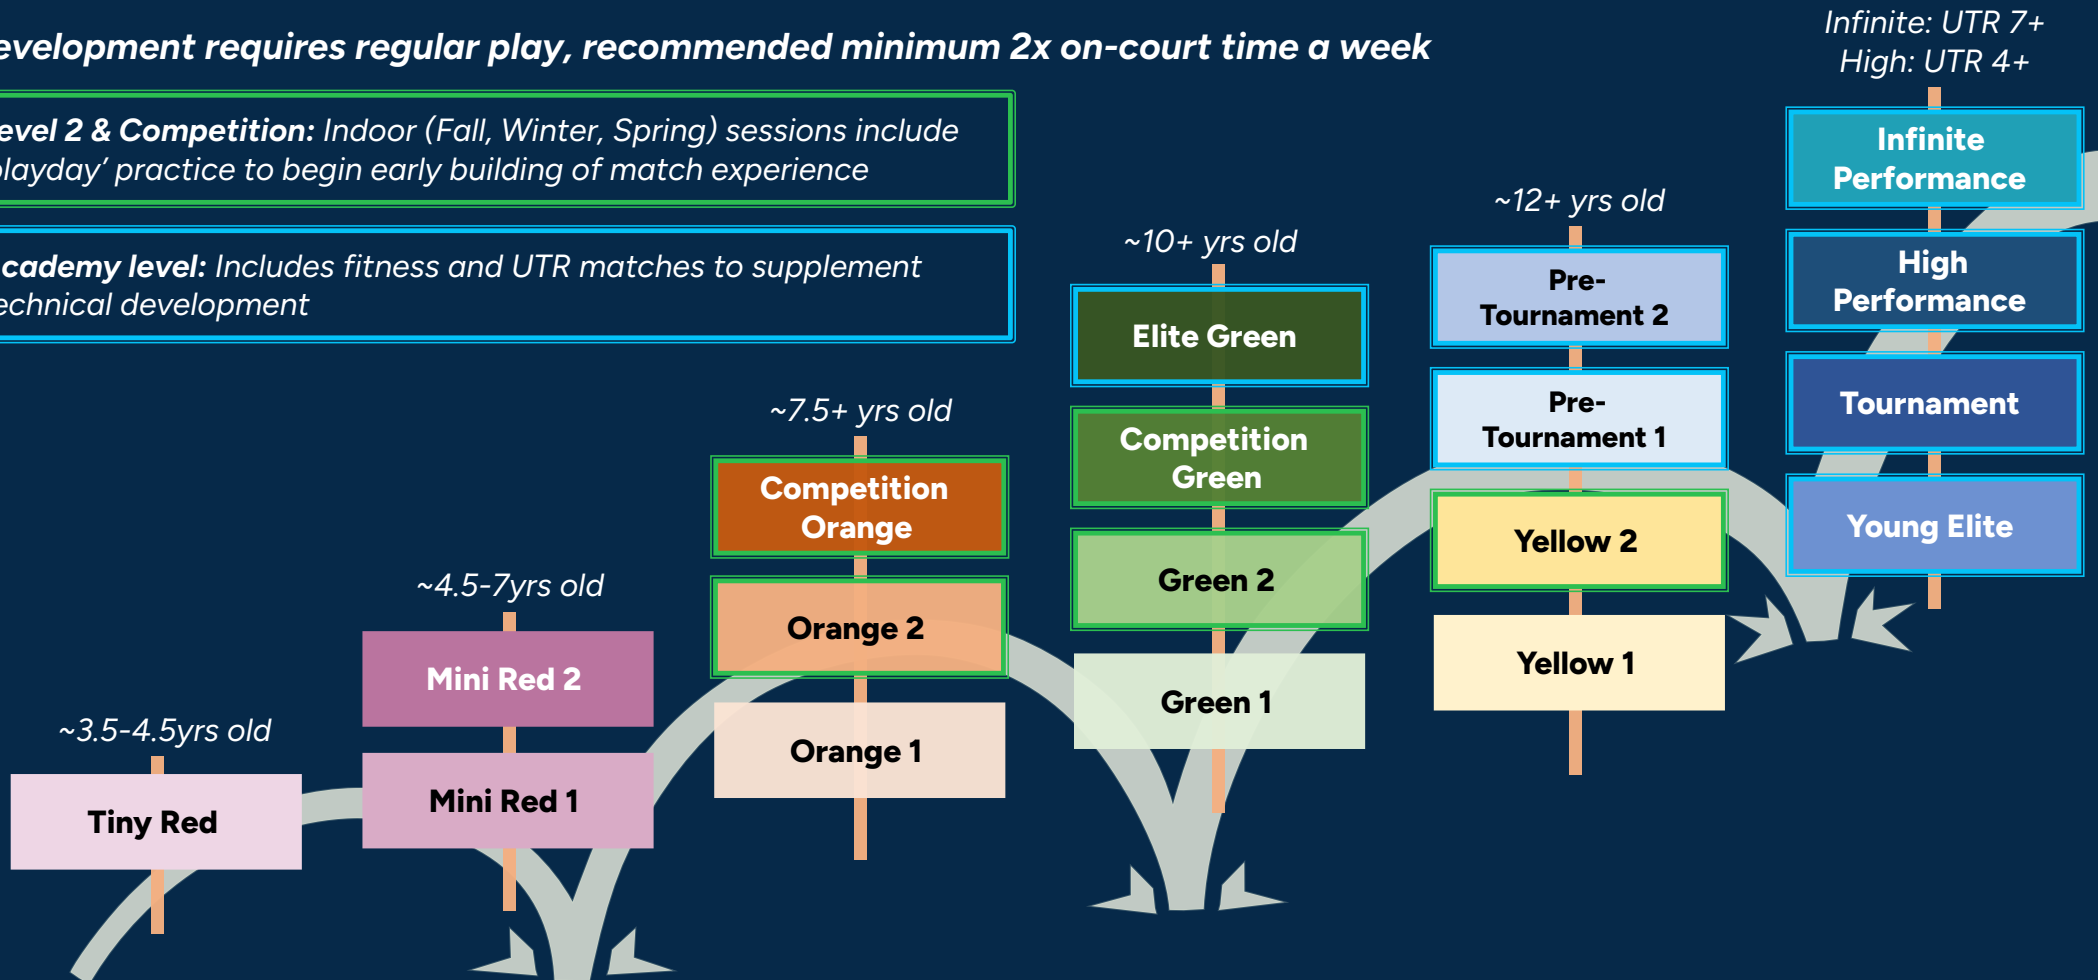 evelopment requires regular play, recommended minimum 2x on-court time a week
evel 2 & Competition: Indoor (Fall, Winter, Spring) sessions include
playday’ practice to begin early building of match experience
cademy level: Includes fitness and UTR matches to supplement
echnical development
~3.5-4.5yrs old
Tiny Red
~4.5-7yrs old
Mini Red 2
Mini Red 1
~7.5+ yrs old
Competition
Orange
Orange 2
Orange 1
~10+ yrs old
Elite Green
Competition
Green
Green 2
Green 1
~12+ yrs old
Pre-
Tournament 2
Pre-
Tournament 1
Yellow 2
Yellow 1
Infinite: UTR 7+
High: UTR 4+
Infinite
Performance
High
Performance
Tournament
Young Elite